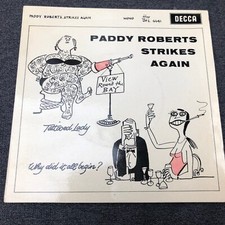 PADDY ROBERTS STRIKES AGAIN
MONO
DECCA
PADDY ROBERTS
STRIKES
AGAIN
VIEW
Round the
BAY
Tattooed Lady
Why did it all begin?